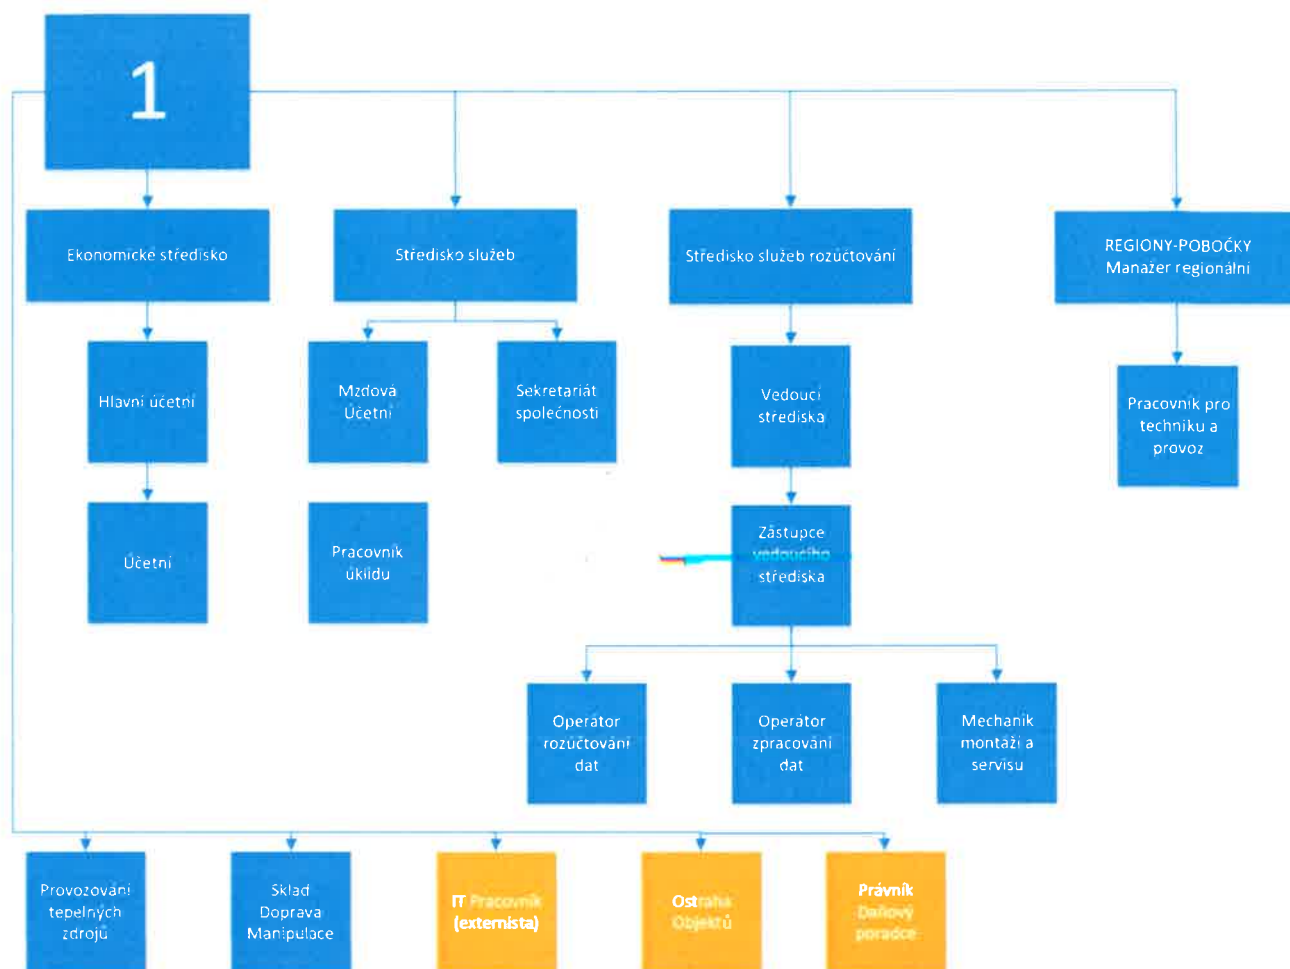 1
Ekonomické středisko
Středisko služeb
Středisko služeb rozúčtování
REGIONY-POBOČKY
Manažer regionální
Hlavní účetní
Mzdová
Účetní
Sekretariát
společnosti
Vedoucí
střediska
Pracovník pro
techniku a
provoz
Účetní
Pracovník
úklidu
Zástupce
vedoucího
střediska
Operátor
rozúčtování
dat
Operátor
zpracování
dat
Mechanik
montáží a
servisu
Provozování
tepelných
zdrojů
Sklad
Doprava
Manipulace
IT Pracovník
(externista)
Ostraha
Objektů
Právník
Daňový
poradce